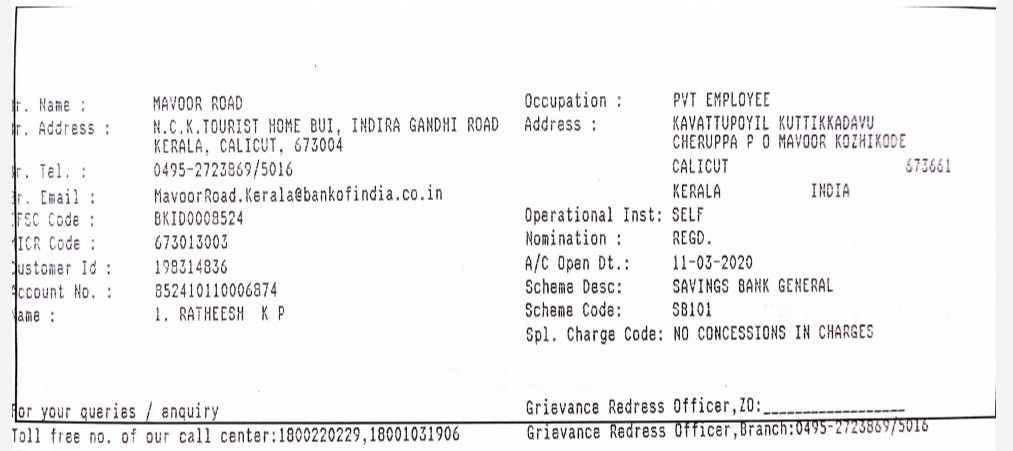 r. Name : MAVOOR ROAD
r. Address : N.C.K.TOURIST HOME BUI, INDIRA GANDHI ROAD
KERALA, CALICUT, 673004
r. Tel. : 0495-2723869/5016
r. Email : MavoorRoad.Kerala@bankofindia.co.in
FSC Code : BKID0008524
ICR Code : 673013003
ustomer Id : 198314836
ccount No. : 852410110006874
ame : 1. RATHEESH K P
Occupation : PVT EMPLOYEE
Address : KAVATTUPOYIL KUTTIKKADAVU
CHERUPPA P O MAVOOR KOZHIKODE
CALICUT 673661
KERALA INDIA
Operational Inst: SELF
Nomination : REGD.
A/C Open Dt.: 11-03-2020
Scheme Desc: SAVINGS BANK GENERAL
Scheme Code: SB101
Spl. Charge Code: NO CONCESSIONS IN CHARGES
For your queries / enquiry
Toll free no. of our call center:1800220229,18001031906
Grievance Redress Officer,ZO:__________________
Grievance Redress Officer,Branch:0495-2723869/5016